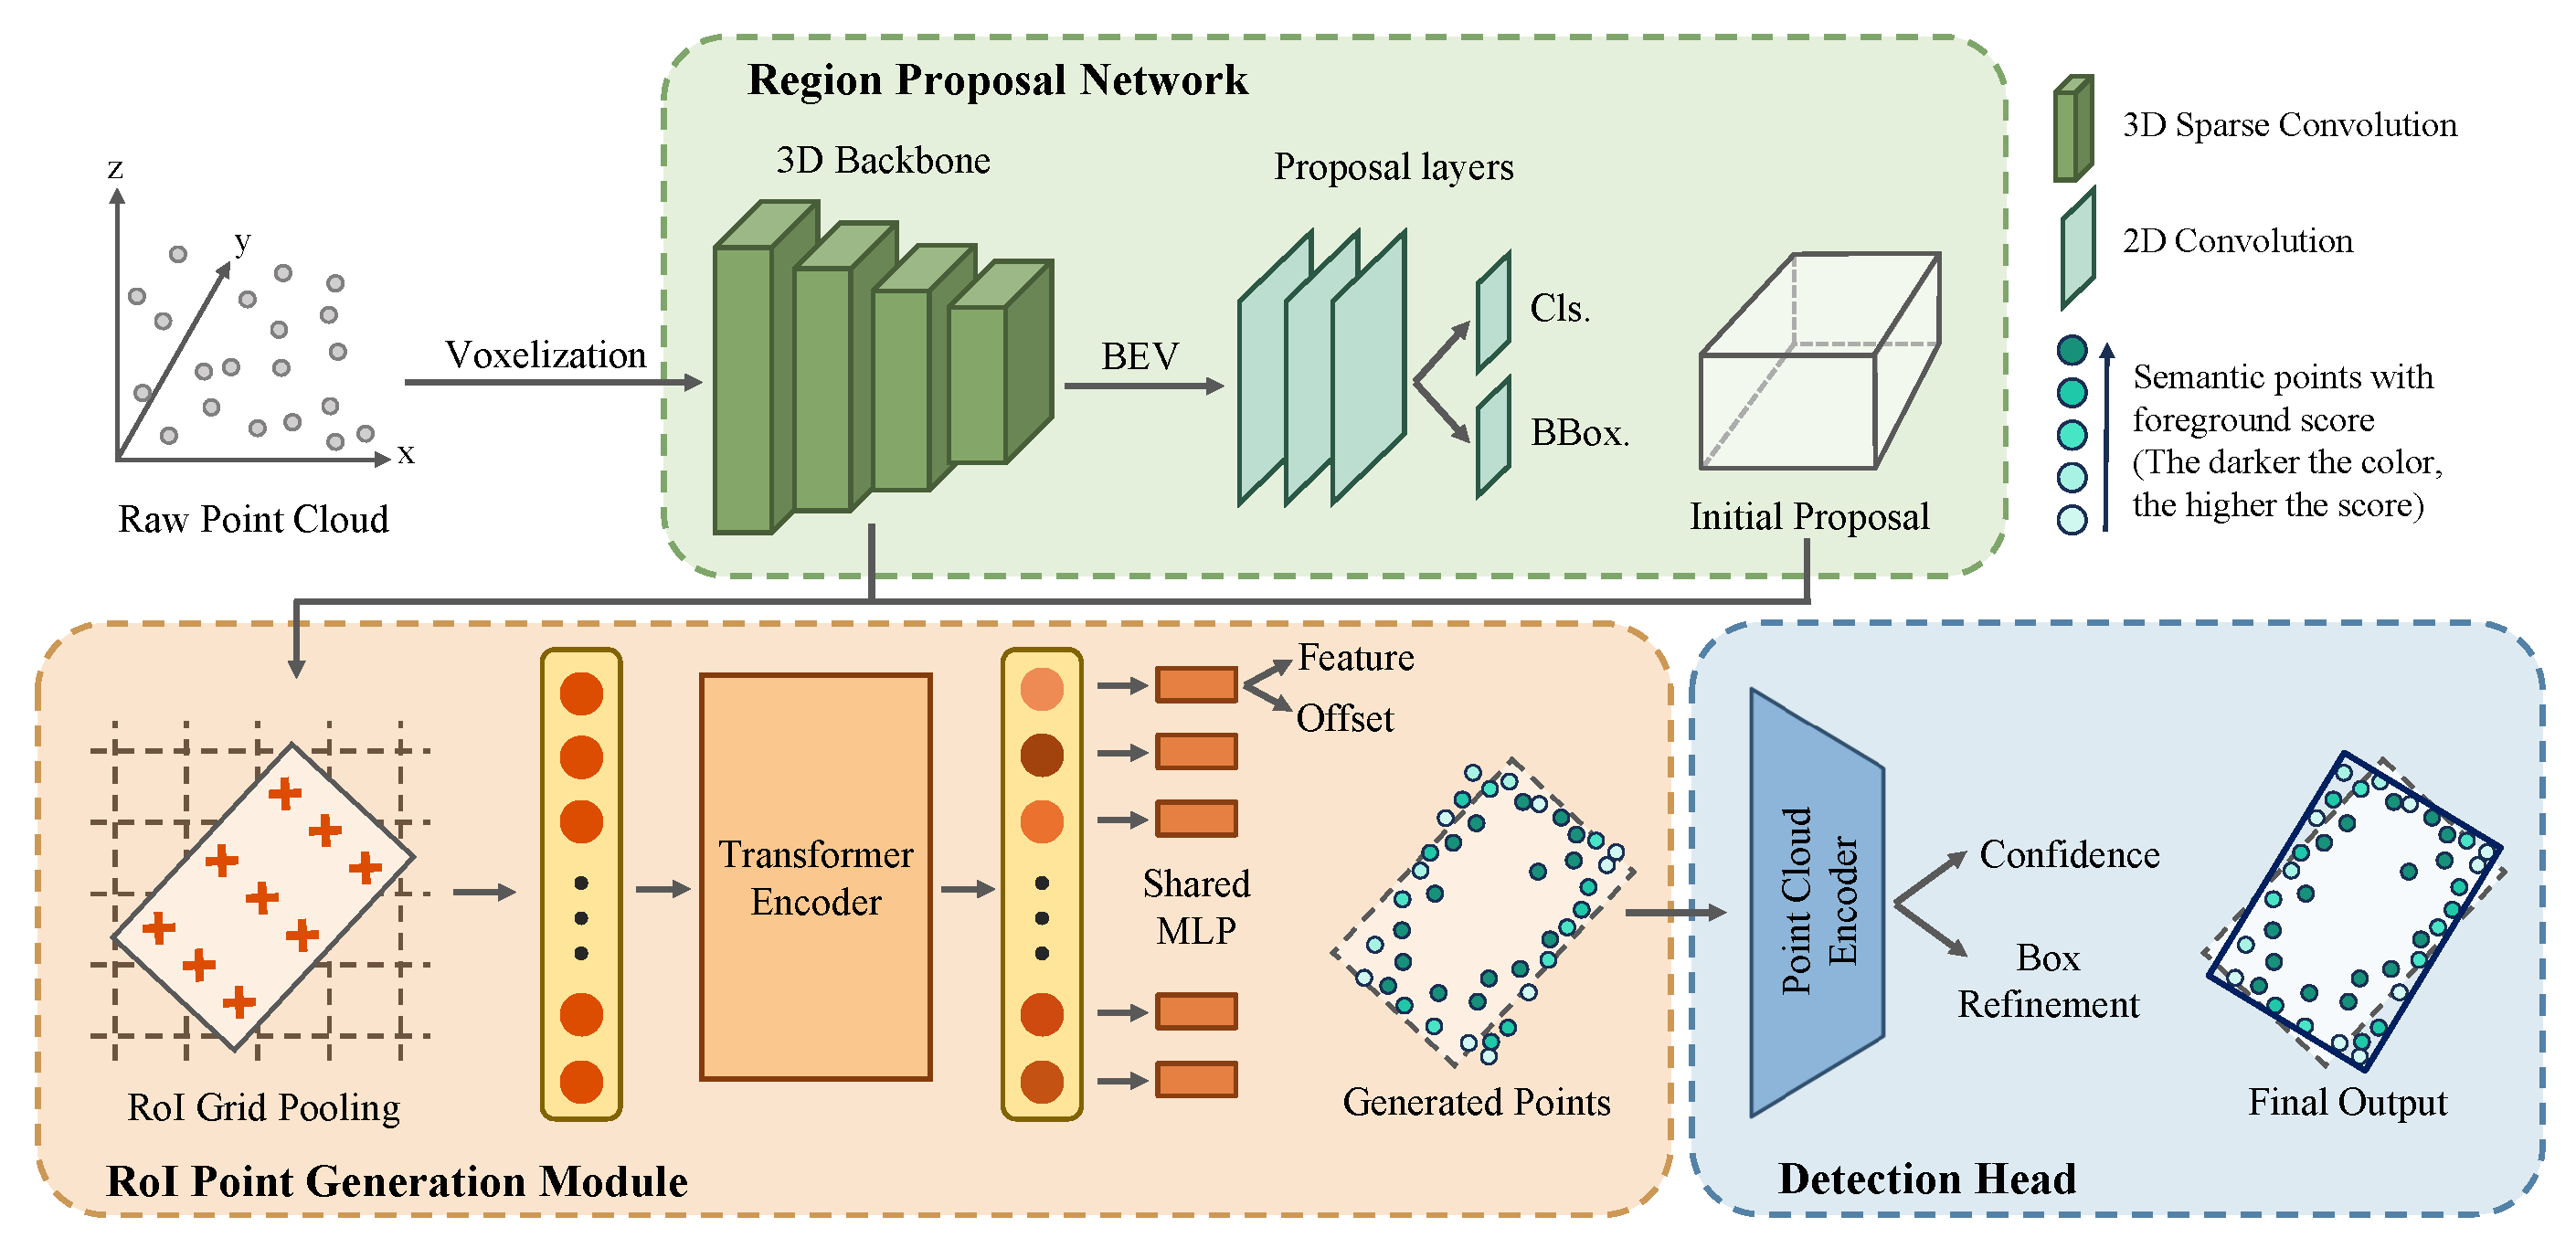 Region Proposal Network
3D Backbone
Proposal layers
z
y
x
Raw Point Cloud
Voxelization
BEV
Cls.
BBox.
Initial Proposal
3D Sparse Convolution
2D Convolution
Semantic points with
foreground score
(The darker the color,
the higher the score)
RoI Grid Pooling
Transformer
Encoder
Feature
Offset
Shared
MLP
Generated Points
RoI Point Generation Module
Point Cloud
Encoder
Confidence
Box
Refinement
Final Output
Detection Head